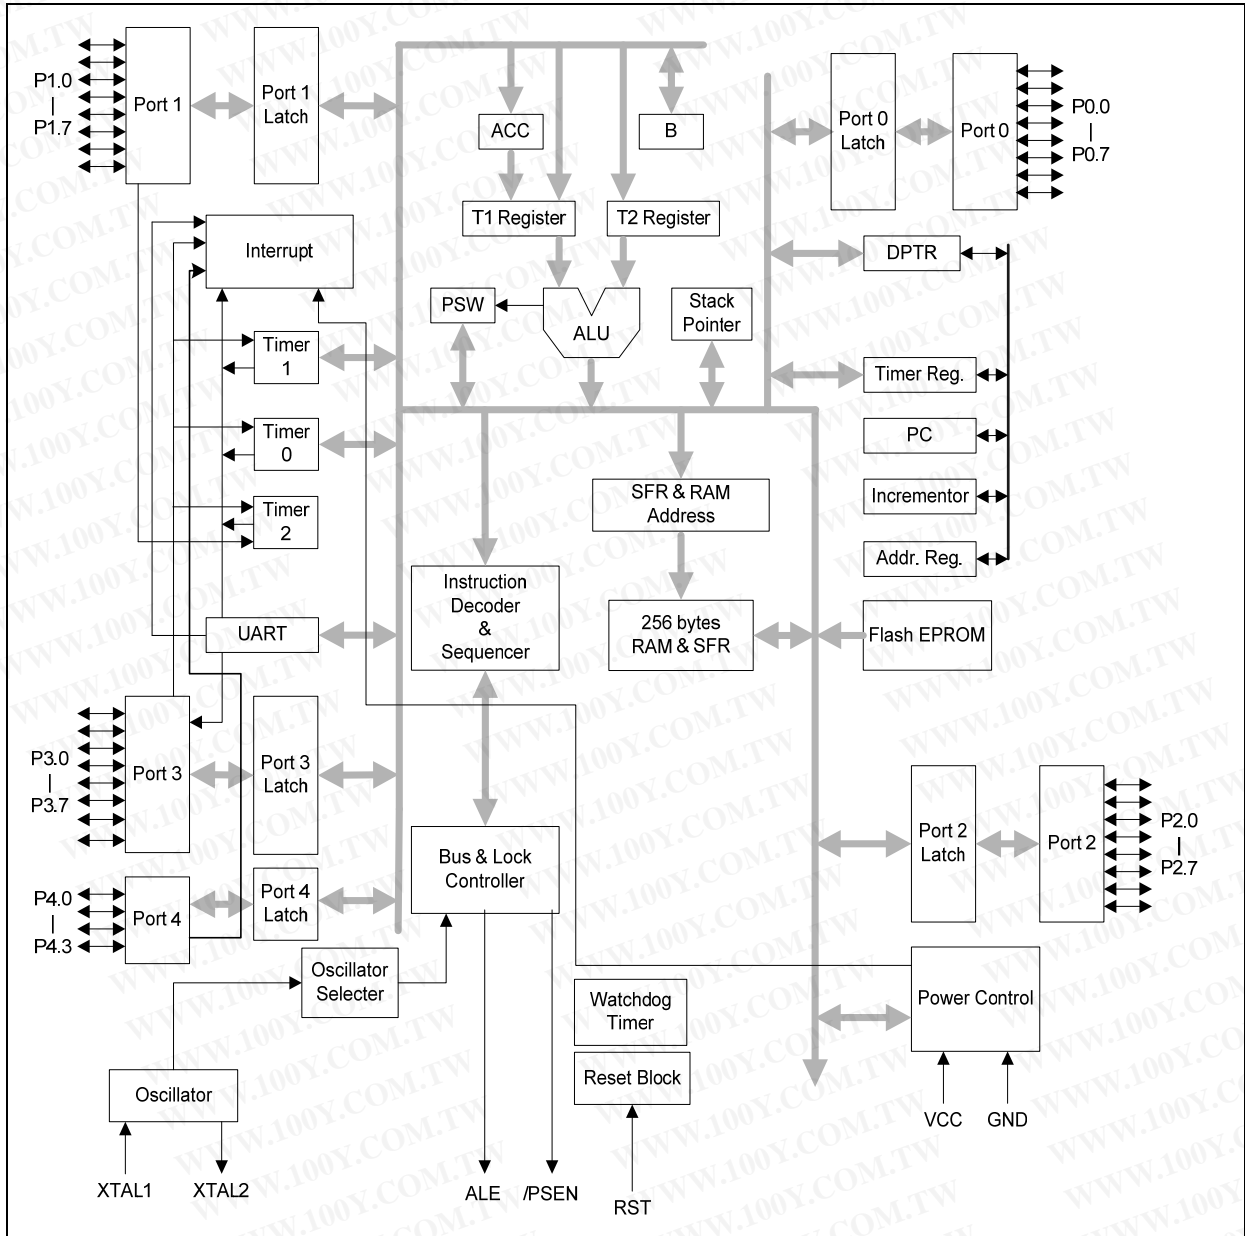 P1.0
|
P1.7
Port 1
Port 1
Latch
ACC
B
Port 0
Latch
Port 0
P0.0
|
P0.7
T1 Register
T2 Register
Interrupt
DPTR
PSW
ALU
Stack
Pointer
Timer
1
Timer Reg.
Timer
0
PC
Timer
2
SFR & RAM
Address
Incrementor
Addr. Reg.
Instruction
Decoder
&
Sequencer
256 bytes
RAM & SFR
Flash EPROM
UART
P3.0
|
P3.7
Port 3
Port 3
Latch
Bus & Lock
Controller
Port 2
Latch
Port 2
P2.0
|
P2.7
P4.0
|
P4.3
Port 4
Port 4
Latch
Oscillator
Selecter
Watchdog
Timer
Power Control
Oscillator
Reset Block
VCC
GND
XTAL1
XTAL2
ALE
/PSEN
RST
WWW.100Y.COM.TW